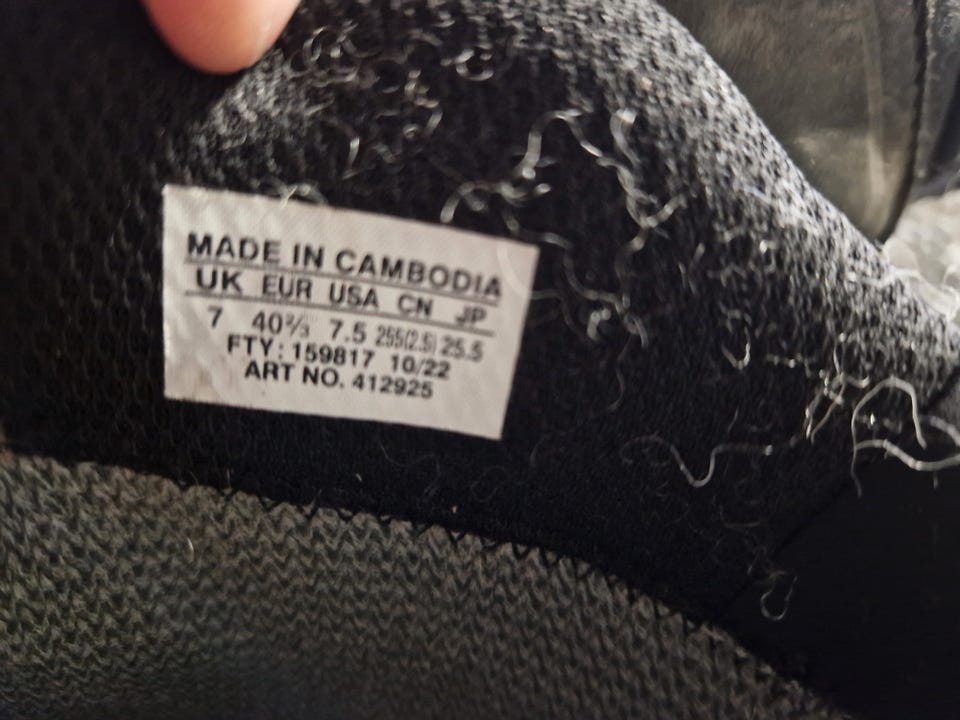 MADE IN CAMBODIA
UK EUR USA CN JP
7 40⅔ 7.5 255(2.5) 25.5
FTY: 159817 10/22
ART NO. 412925